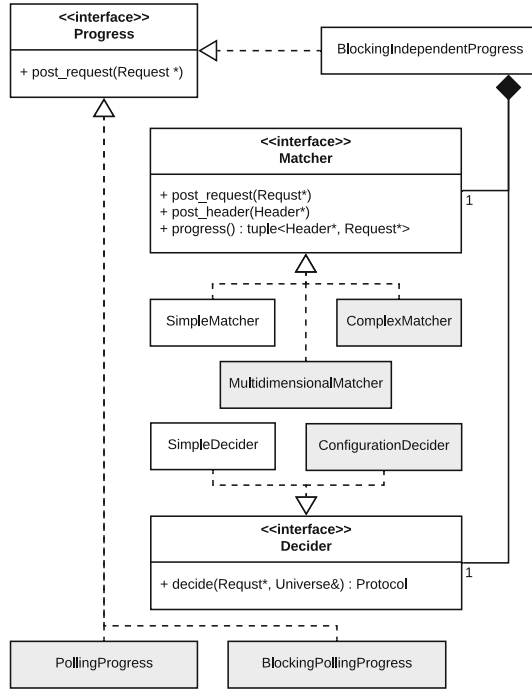 <<interface>>
Progress
+ post_request(Request *)
BlockingIndependentProgress
<<interface>>
Matcher
+ post_request(Requst*)
+ post_header(Header*)
+ progress() : tuple<Header*, Request*>
1
SimpleMatcher
ComplexMatcher
MultidimensionalMatcher
SimpleDecider
ConfigurationDecider
<<interface>>
Decider
+ decide(Requst*, Universe&) : Protocol
1
PollingProgress
BlockingPollingProgress